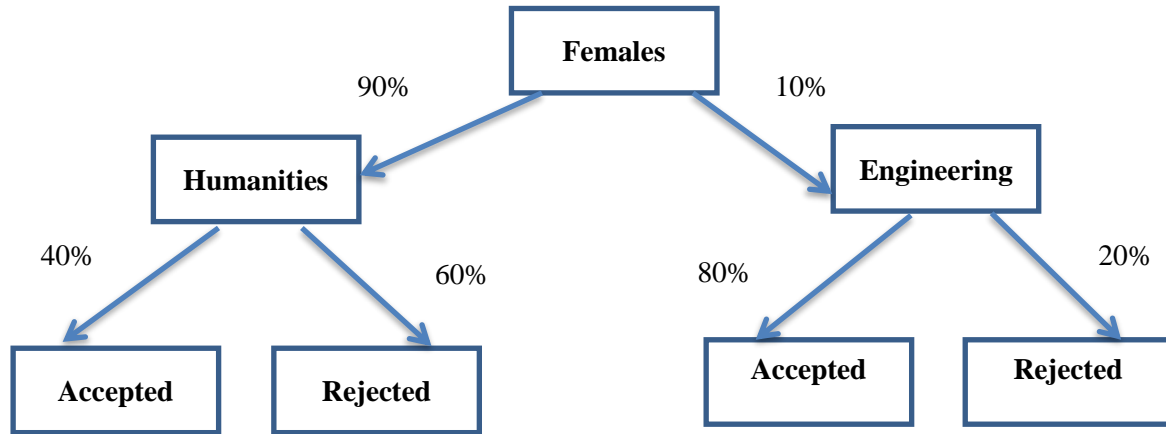 Females
90%
10%
Humanities
Engineering
40%
60%
80%
20%
Accepted
Rejected
Accepted
Rejected